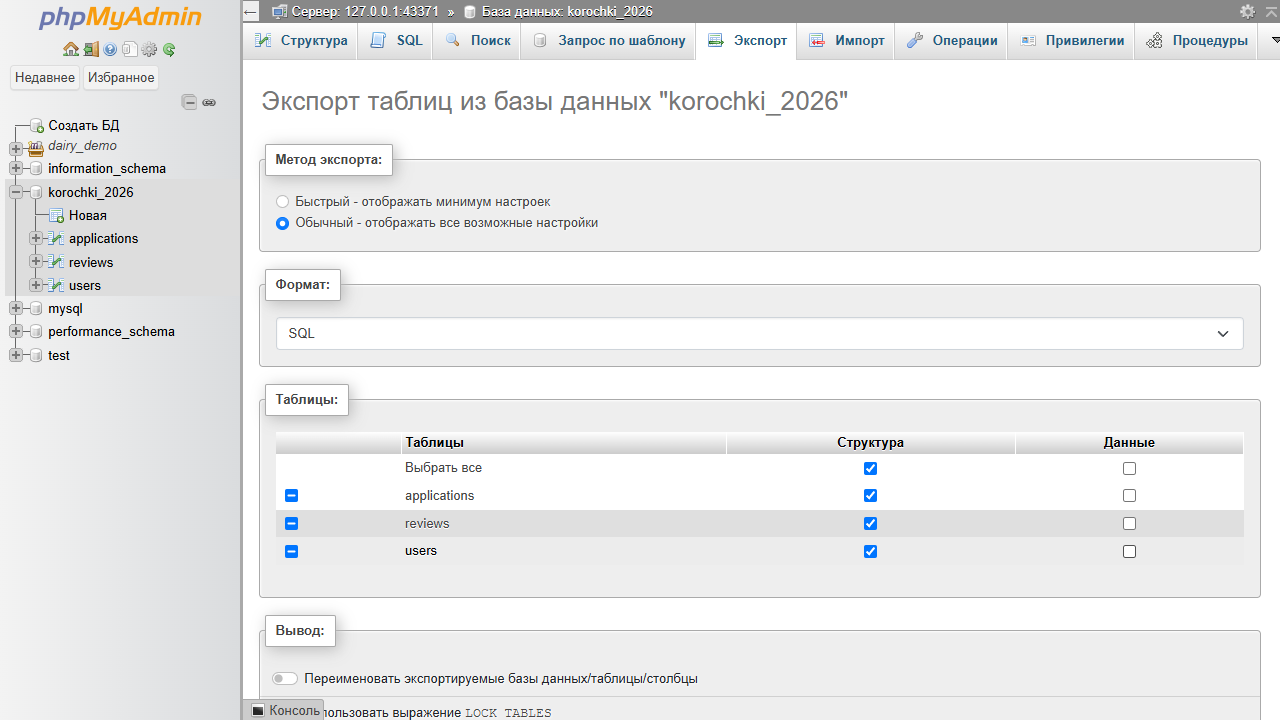 phpMyAdmin
Недавнее Избранное
Создать БД
dairy_demo
information_schema
korochki_2026
Новая
applications
reviews
users
mysql
performance_schema
test
Сервер: 127.0.0.1:43371 » База данных: korochki_2026
Структура SQL Поиск Запрос по шаблону Экспорт Импорт Операции Привилегии Процедуры
Экспорт таблиц из базы данных "korochki_2026"
Метод экспорта:
Быстрый - отображать минимум настроек
Обычный - отображать все возможные настройки
Формат:
SQL
Таблицы:
Таблицы Структура Данные
Выбрать все
applications
reviews
users
Вывод:
Переименовать экспортируемые базы данных/таблицы/столбцы
Консоль
пользовать выражение LOCK TABLES